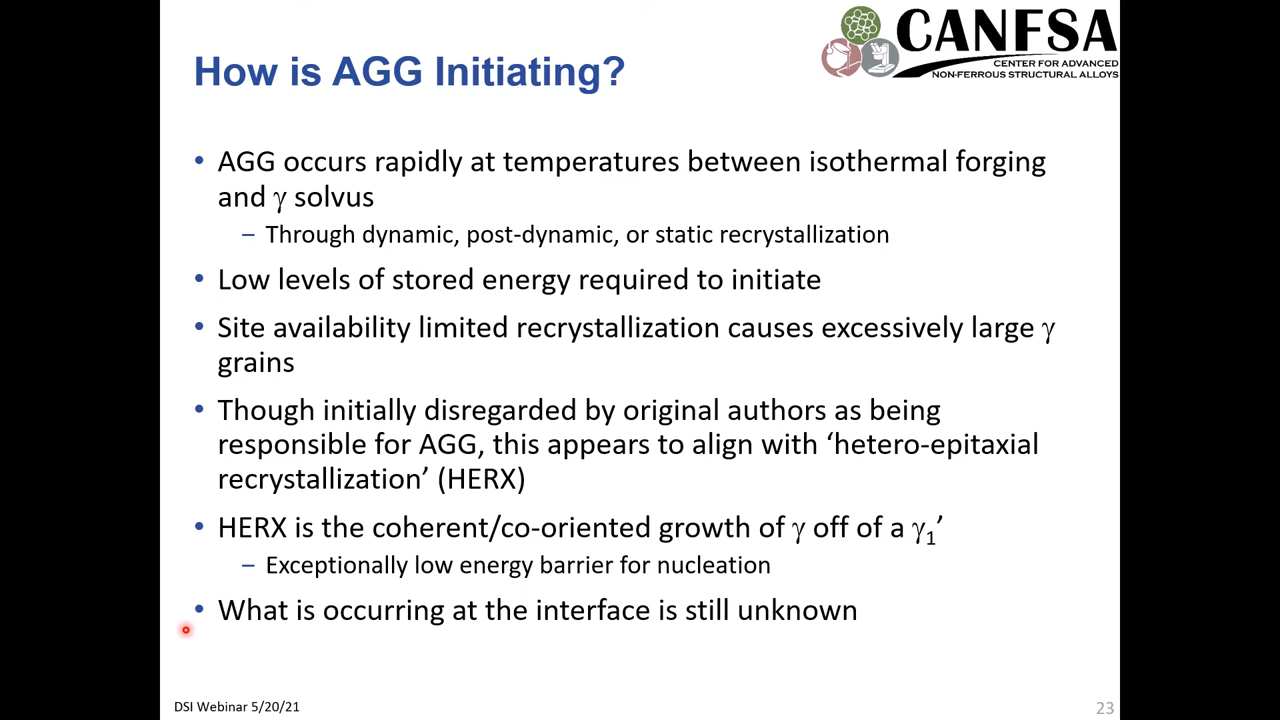 CANFSA
CENTER FOR ADVANCED
NON-FERROUS STRUCTURAL ALLOYS
How is AGG Initiating?
• AGG occurs rapidly at temperatures between isothermal forging
and γ solvus
– Through dynamic, post-dynamic, or static recrystallization
• Low levels of stored energy required to initiate
• Site availability limited recrystallization causes excessively large γ
grains
• Though initially disregarded by original authors as being
responsible for AGG, this appears to align with ‘hetero-epitaxial
recrystallization’ (HERX)
• HERX is the coherent/co-oriented growth of γ off of a γ₁’
– Exceptionally low energy barrier for nucleation
• What is occurring at the interface is still unknown
DSI Webinar 5/20/21
23